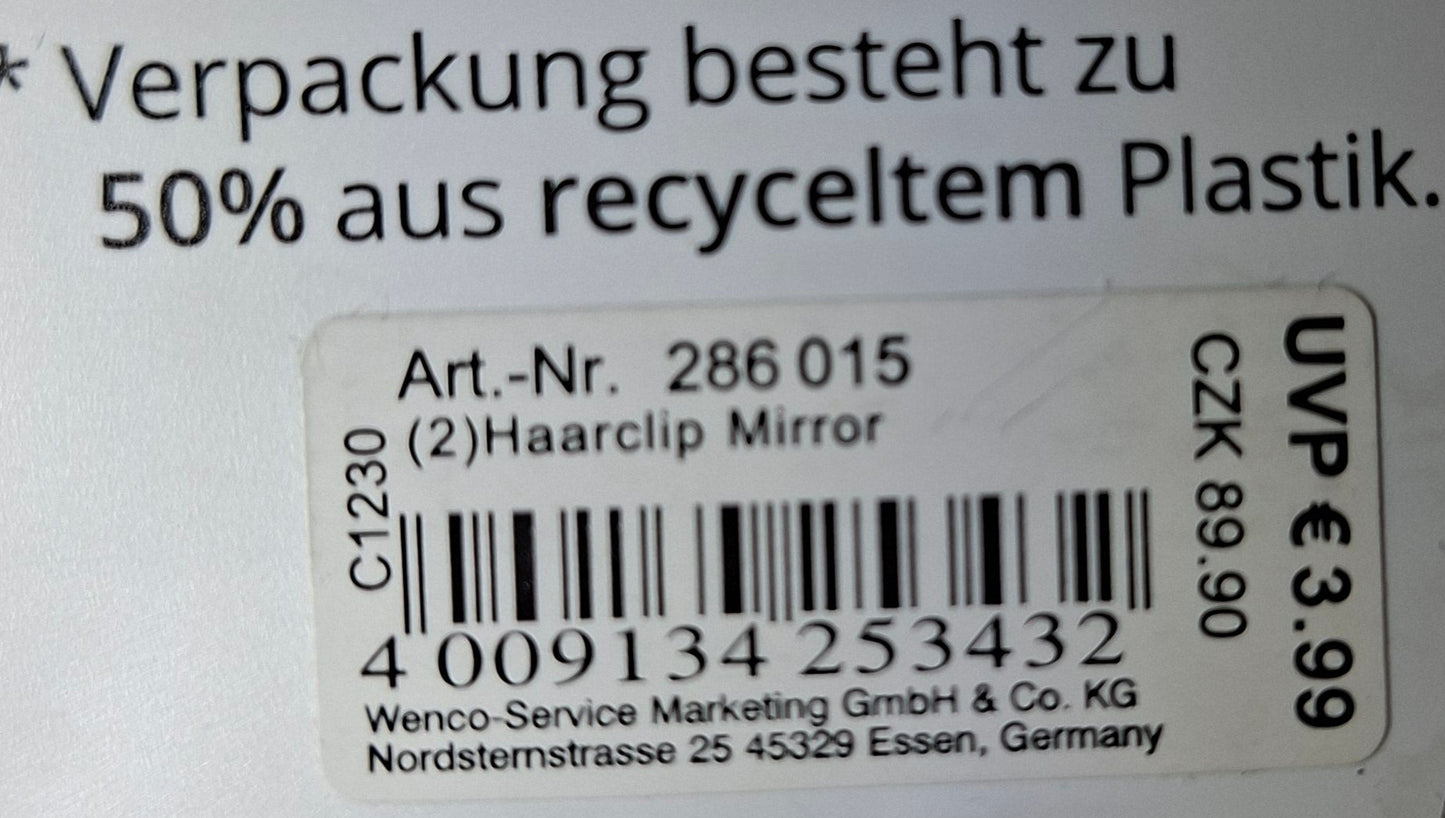 * Verpackung besteht zu
50% aus recyceltem Plastik.
Art.-Nr. 286 015
(2)Haarclip Mirror
C1230
4 009134 253432
Wenco-Service Marketing GmbH & Co. KG
Nordsternstrasse 25 45329 Essen, Germany
CZK 89.90
UVP € 3.99